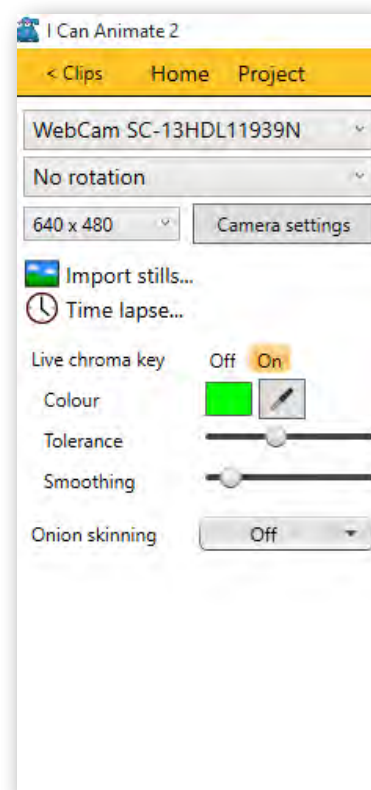 I Can Animate 2
< Clips Home Project
WebCam SC-13HDL11939N
No rotation
640 x 480 Camera settings
Import stills...
Time lapse...
Live chroma key Off On
Colour
Tolerance
Smoothing
Onion skinning Off